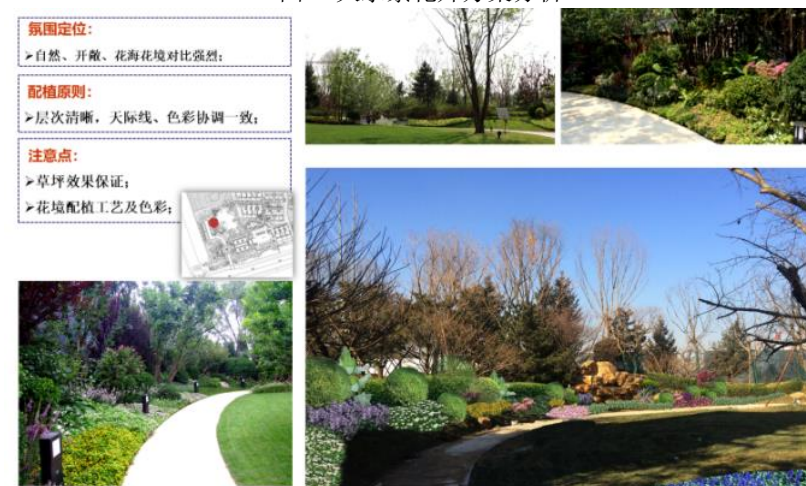 氛围定位:
➢自然、开敞、花海花境对比强烈;
配植原则:
➢层次清晰，天际线、色彩协调一致;
注意点:
➢草坪效果保证;
➢花境配植工艺及色彩;